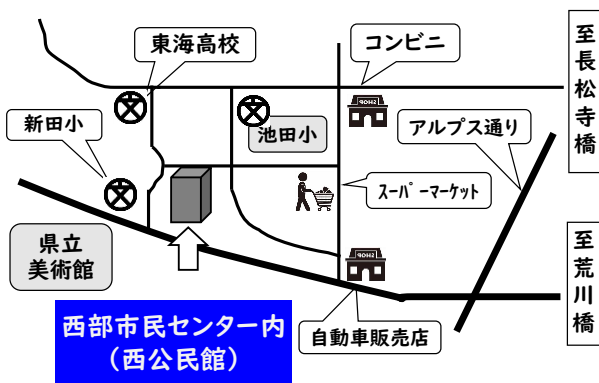 東海高校
コンビニ
至長松寺橋
新田小
池田小
アルプス通り
スーパーマーケット
SHOP
県立
美術館
SHOP
至荒川橋
西部市民センター内
(西公民館)
自動車販売店